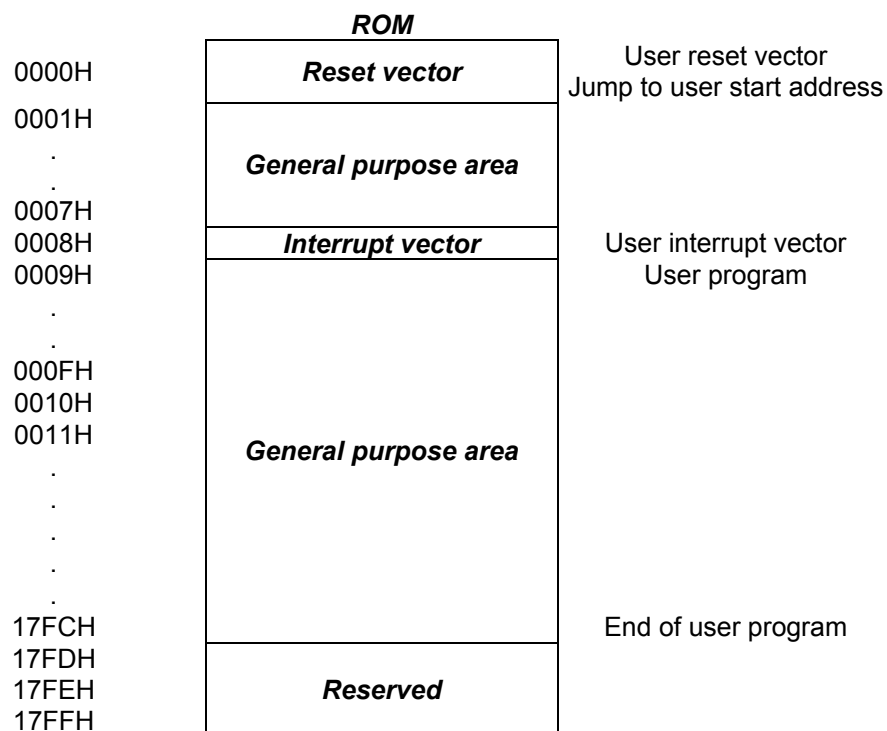 ROM
0000H Reset vector User reset vector
Jump to user start address
0001H
.
General purpose area
.
0007H
0008H Interrupt vector User interrupt vector
0009H User program
.
.
000FH
0010H
0011H
General purpose area
.
.
.
.
.
17FCH End of user program
17FDH
17FEH Reserved
17FFH